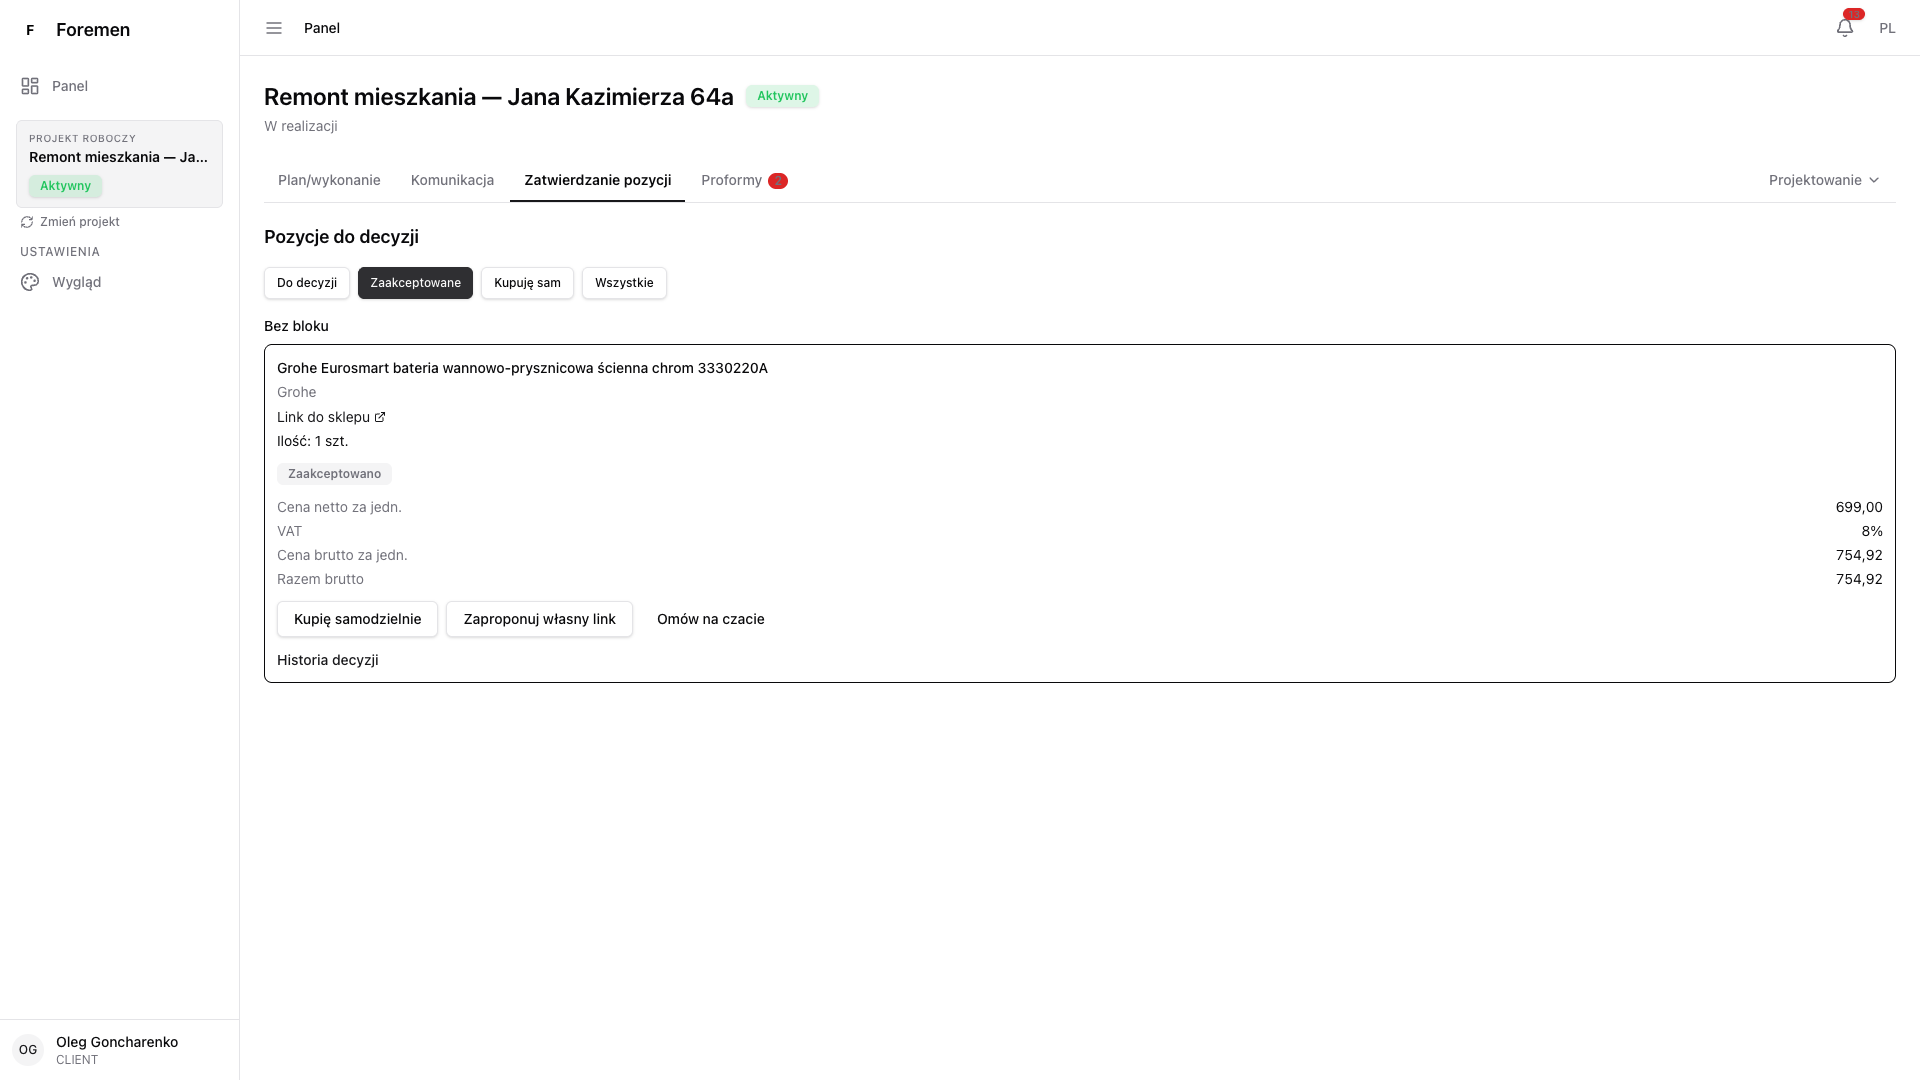 F Foremen
Panel
PL
Panel
PROJEKT ROBOCZY
Remont mieszkania — Ja...
Aktywny
Zmień projekt
USTAWIENIA
Wygląd
Remont mieszkania — Jana Kazimierza 64a Aktywny
W realizacji
Plan/wykonanie Komunikacja Zatwierdzanie pozycji Proformy 2 Projektowanie
Pozycje do decyzji
Do decyzji Zaakceptowane Kupuję sam Wszystkie
Bez bloku
Grohe Eurosmart bateria wannowo-prysznicowa ścienna chrom 3330220A
Grohe
Link do sklepu
Ilość: 1 szt.
Zaakceptowano
Cena netto za jedn. 699,00
VAT 8%
Cena brutto za jedn. 754,92
Razem brutto 754,92
Kupię samodzielnie Zaproponuj własny link Omów na czacie
Historia decyzji
OG Oleg Goncharenko
CLIENT